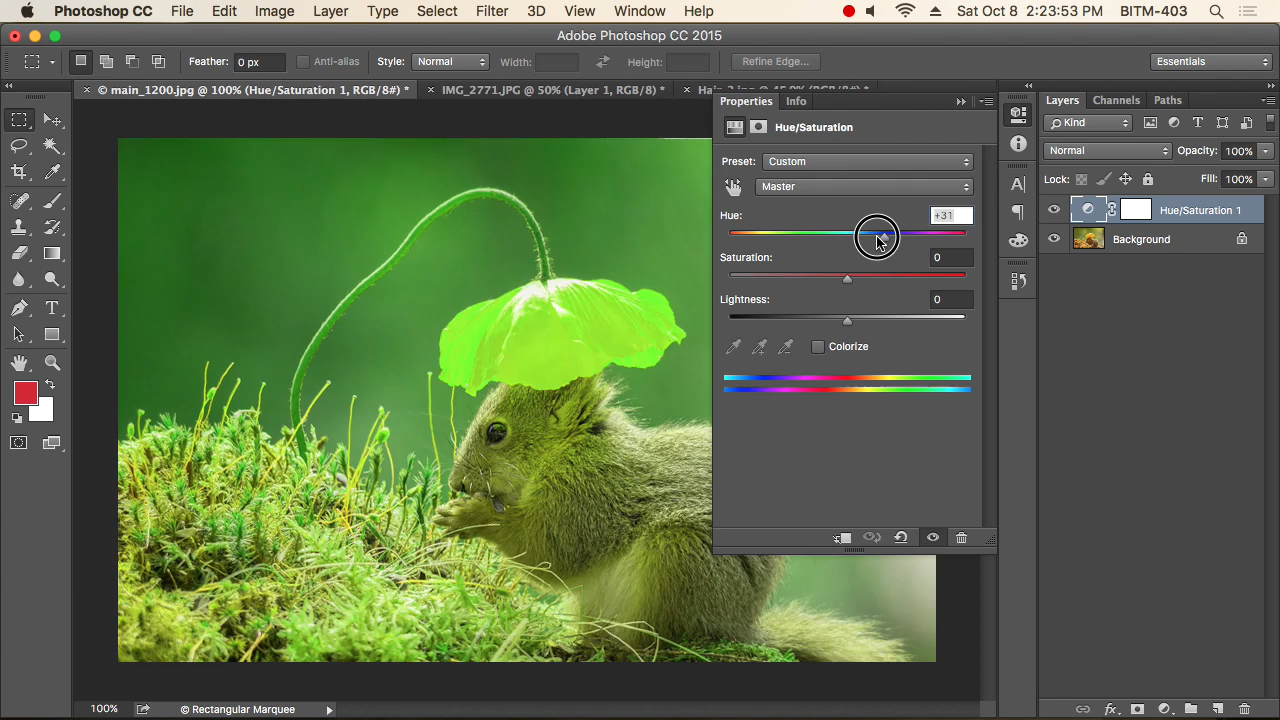 Photoshop CC File Edit Image Layer Type Select Filter 3D View Window Help Sat Oct 8 2:23:53 PM BITM-403
Adobe Photoshop CC 2015
Feather: 0 px Anti-alias Style: Normal Width: Height: Refine Edge... Essentials
© main_1200.jpg @ 100% (Hue/Saturation 1, RGB/8#) * IMG_2771.JPG @ 50% (Layer 1, RGB/8) *
Properties Info
Layers Channels Paths
Kind
Hue/Saturation
Normal Opacity: 100%
Preset: Custom
Lock: Fill: 100%
Master
Hue: +31
Hue/Saturation 1
Background
Saturation: 0
Lightness: 0
Colorize
100% © Rectangular Marquee